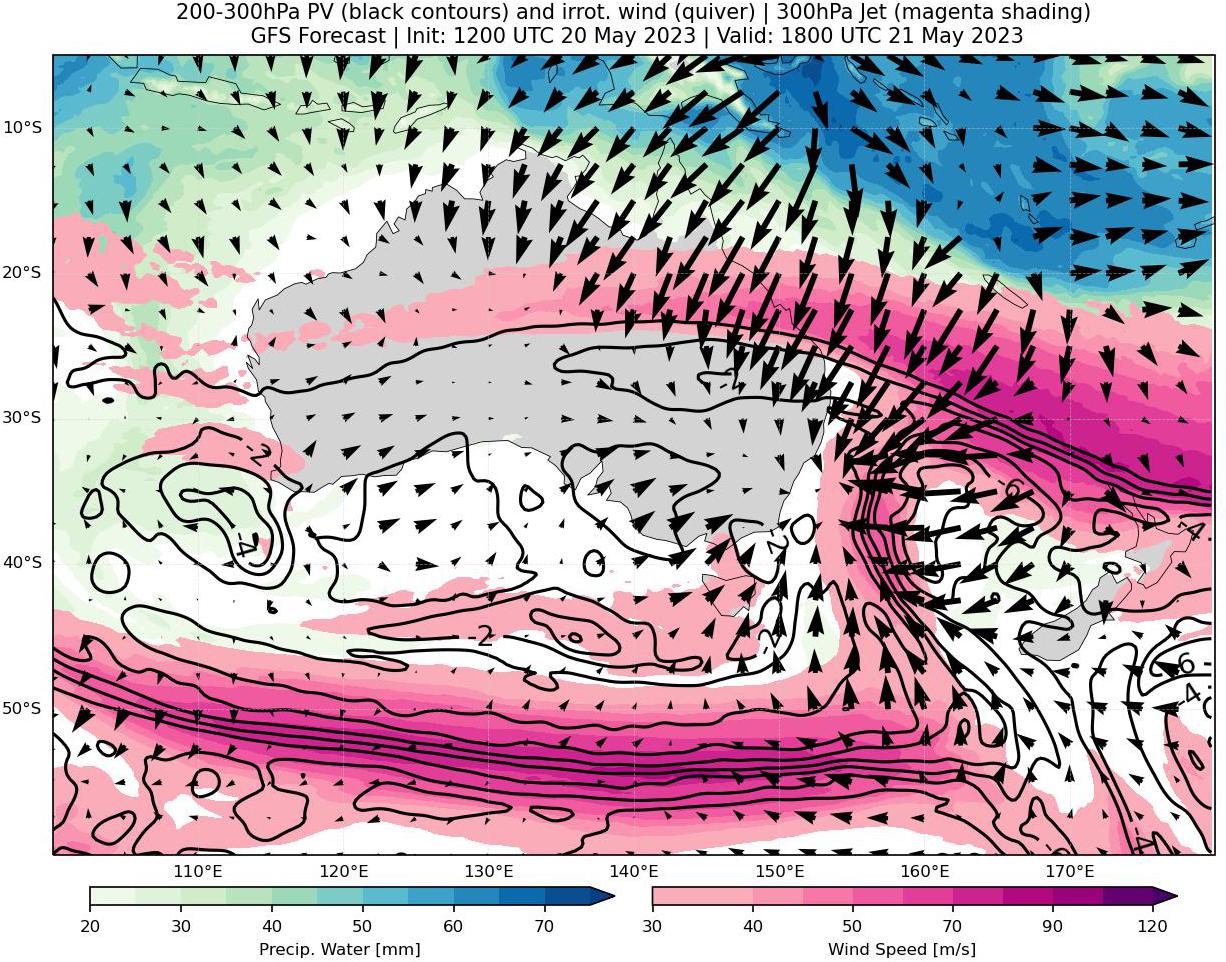 200-300hPa PV (black contours) and irrot. wind (quiver) | 300hPa Jet (magenta shading)
GFS Forecast | Init: 1200 UTC 20 May 2023 | Valid: 1800 UTC 21 May 2023
10°S
20°S
30°S
40°S
50°S
-2
-4
-2
-2
-2
-6
-4
-6
-4
-4
110°E 120°E 130°E 140°E 150°E 160°E 170°E
20 30 40 50 60 70
Precip. Water [mm]
30 40 50 70 90 120
Wind Speed [m/s]